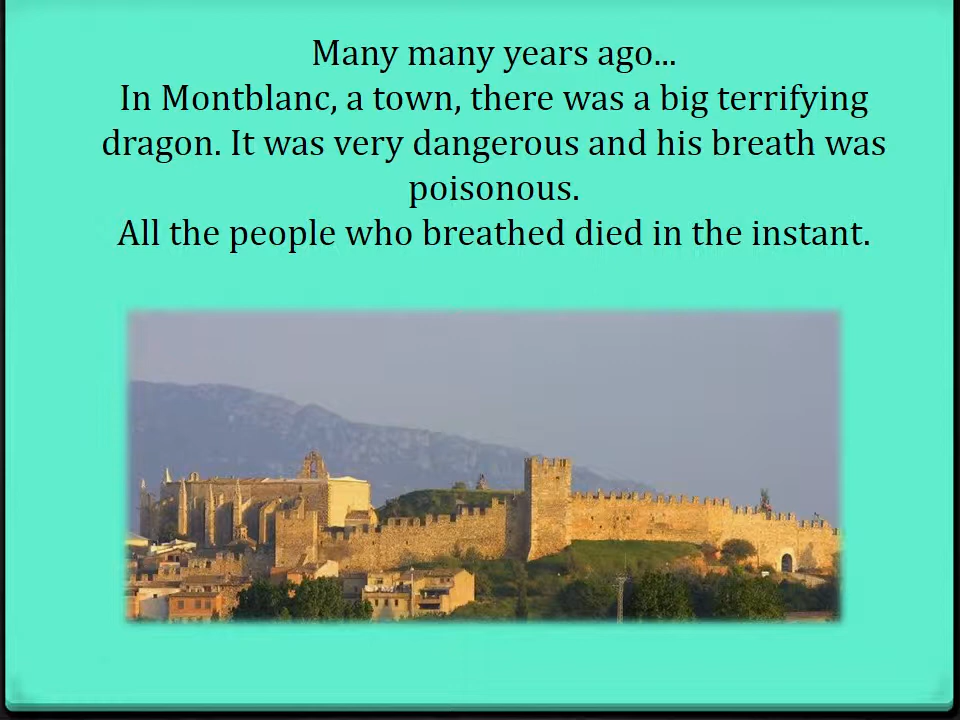 Many many years ago...
In Montblanc, a town, there was a big terrifying
dragon. It was very dangerous and his breath was
poisonous.
All the people who breathed died in the instant.